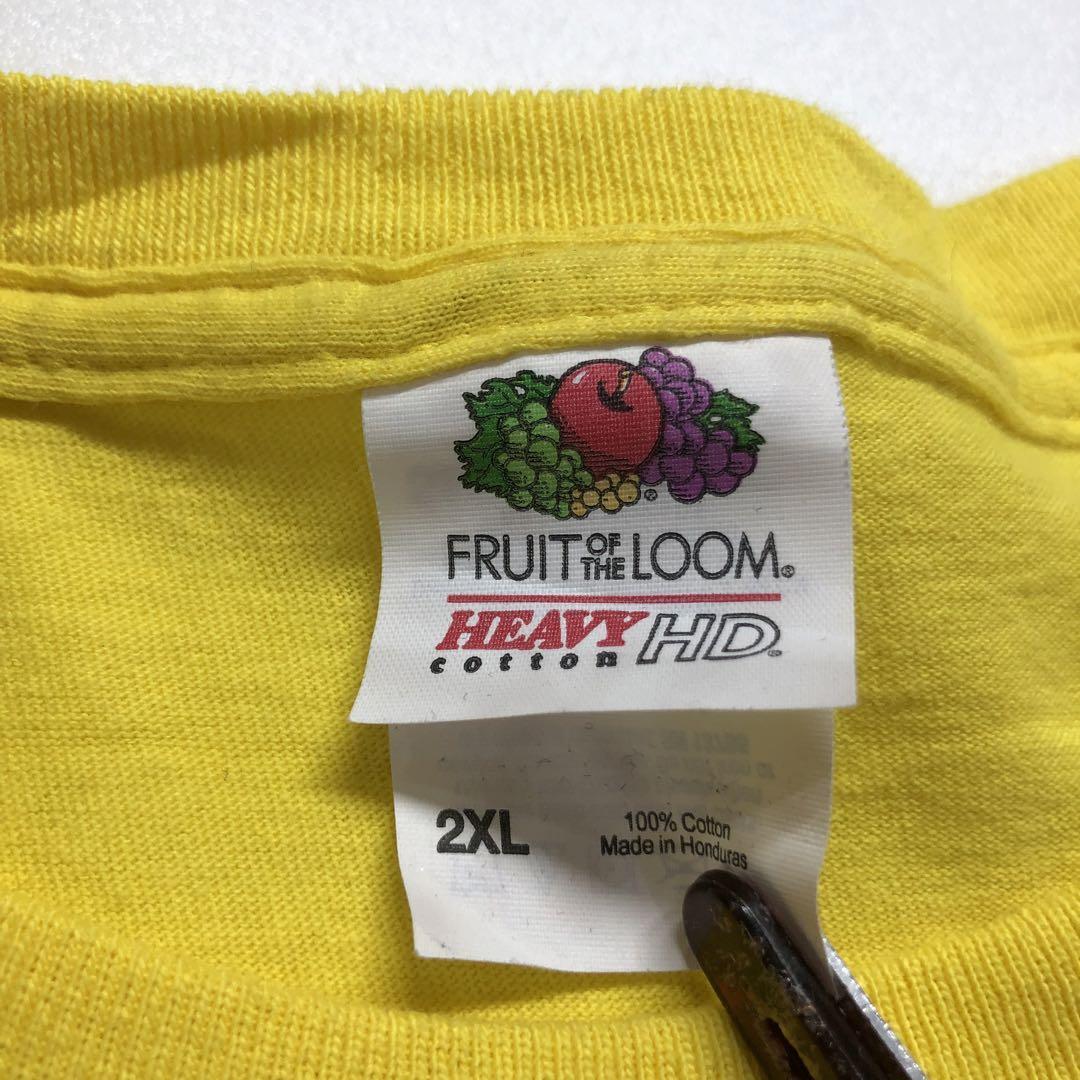 FRUIT OF THE LOOM®
HEAVY HD®
cotton
2XL
100% Cotton
Made in Honduras